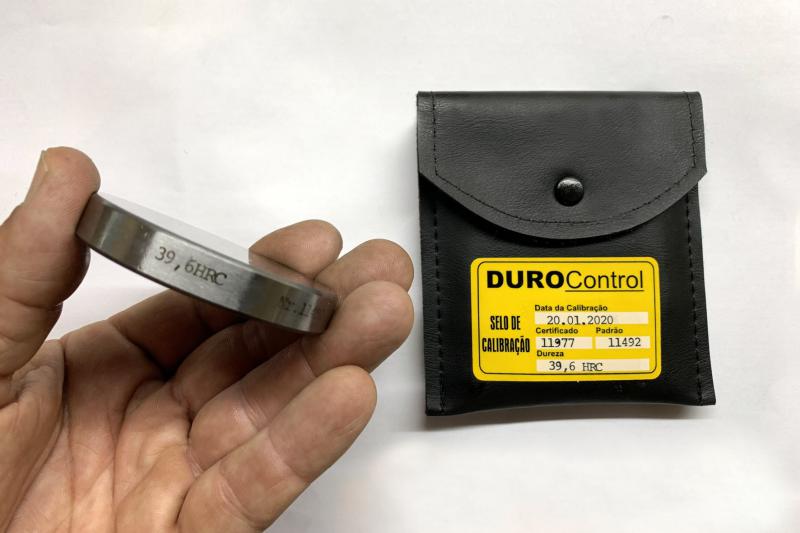 39,6HRC
DUROControl
SELO DE
CALIBRAÇÃO
Data da Calibração
20.01.2020
Certificado Padrão
11977 11492
Dureza
39,6 HRC